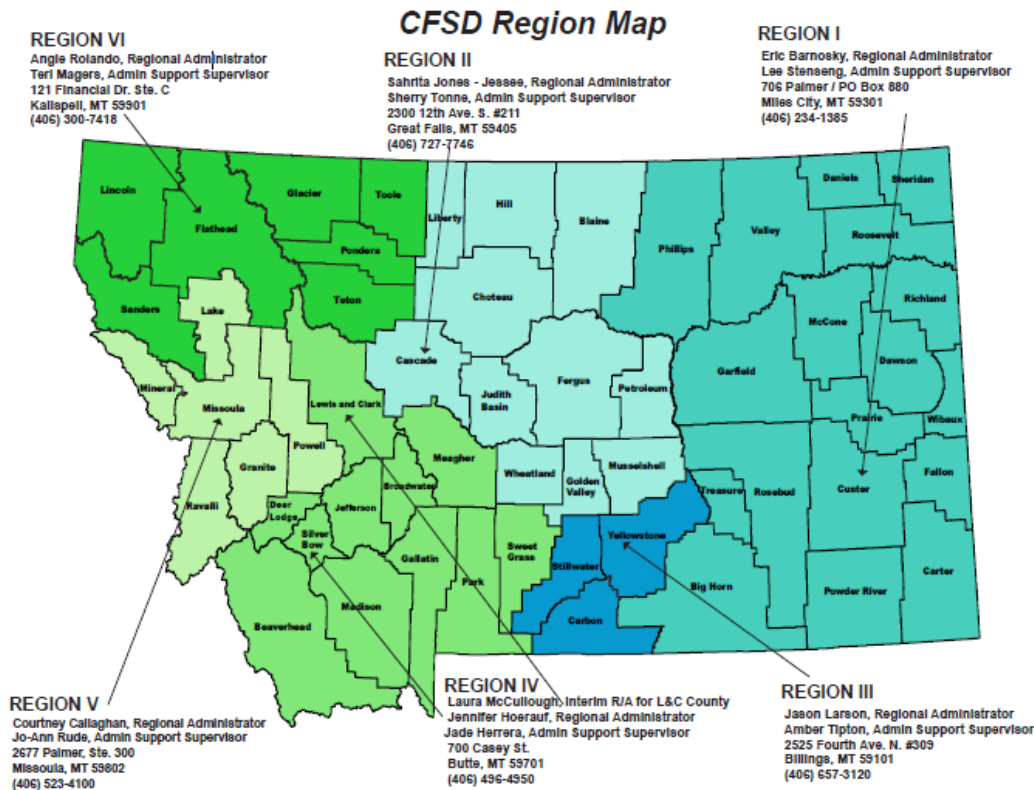 CFSD Region Map
REGION VI
Angie Rolando, Regional Administrator
Teri Magers, Admin Support Supervisor
121 Financial Dr. Ste. C
Kalispell, MT 59901
(406) 300-7418
REGION II
Sahrita Jones - Jessee, Regional Administrator
Sherry Tonne, Admin Support Supervisor
2300 12th Ave. S. #211
Great Falls, MT 59405
(406) 727-7746
REGION I
Eric Barnosky, Regional Administrator
Lee Stenseng, Admin Support Supervisor
706 Palmer / PO Box 880
Miles City, MT 59301
(406) 234-1385
Lincoln
Flathead
Glacier
Toole
Liberty
Hill
Blaine
Phillips
Valley
Daniels
Sheridan
Roosevelt
Pondera
Teton
Choteau
Sanders
Lake
Richland
McCone
Dawson
Garfield
Cascade
Judith
Basin
Fergus
Petroleum
Mineral
Missoula
Lewis and Clark
Prairie
Wibaux
Powell
Granite
Ravalli
Meagher
Broadwater
Jefferson
Deer
Lodge
Silver
Bow
Wheatland
Golden
Valley
Musselshell
Treasure
Rosebud
Custer
Fallon
Yellowstone
Stillwater
Sweet
Grass
Gallatin
Park
Madison
Beaverhead
Carbon
Big Horn
Powder River
Carter
REGION V
Courtney Callaghan, Regional Administrator
Jo-Ann Rude, Admin Support Supervisor
2677 Palmer, Ste. 300
Missoula, MT 59802
(406) 523-4100
REGION IV
Laura McCullough, Interim R/A for L&C County
Jennifer Hoerauf, Regional Administrator
Jade Herrera, Admin Support Supervisor
700 Casey St.
Butte, MT 59701
(406) 496-4950
REGION III
Jason Larson, Regional Administrator
Amber Tipton, Admin Support Supervisor
2525 Fourth Ave. N. #309
Billings, MT 59101
(406) 657-3120